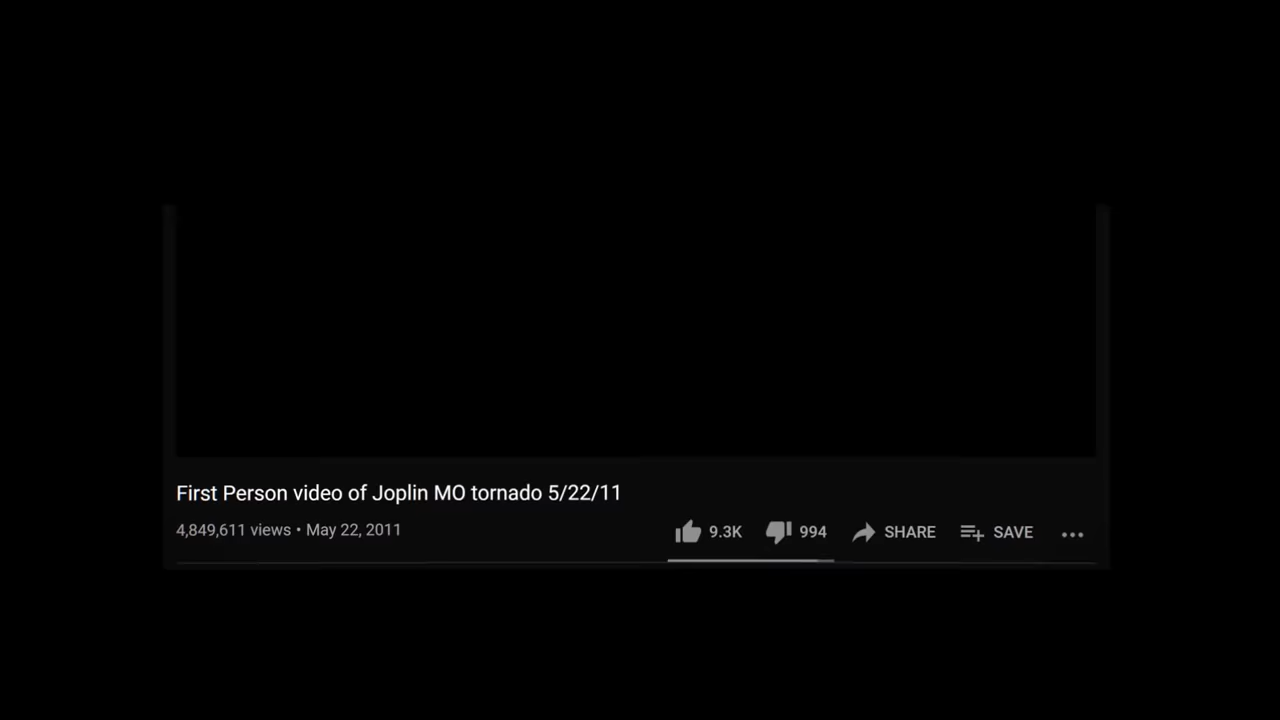 First Person video of Joplin MO tornado 5/22/11
4,849,611 views • May 22, 2011 9.3K 994 SHARE SAVE